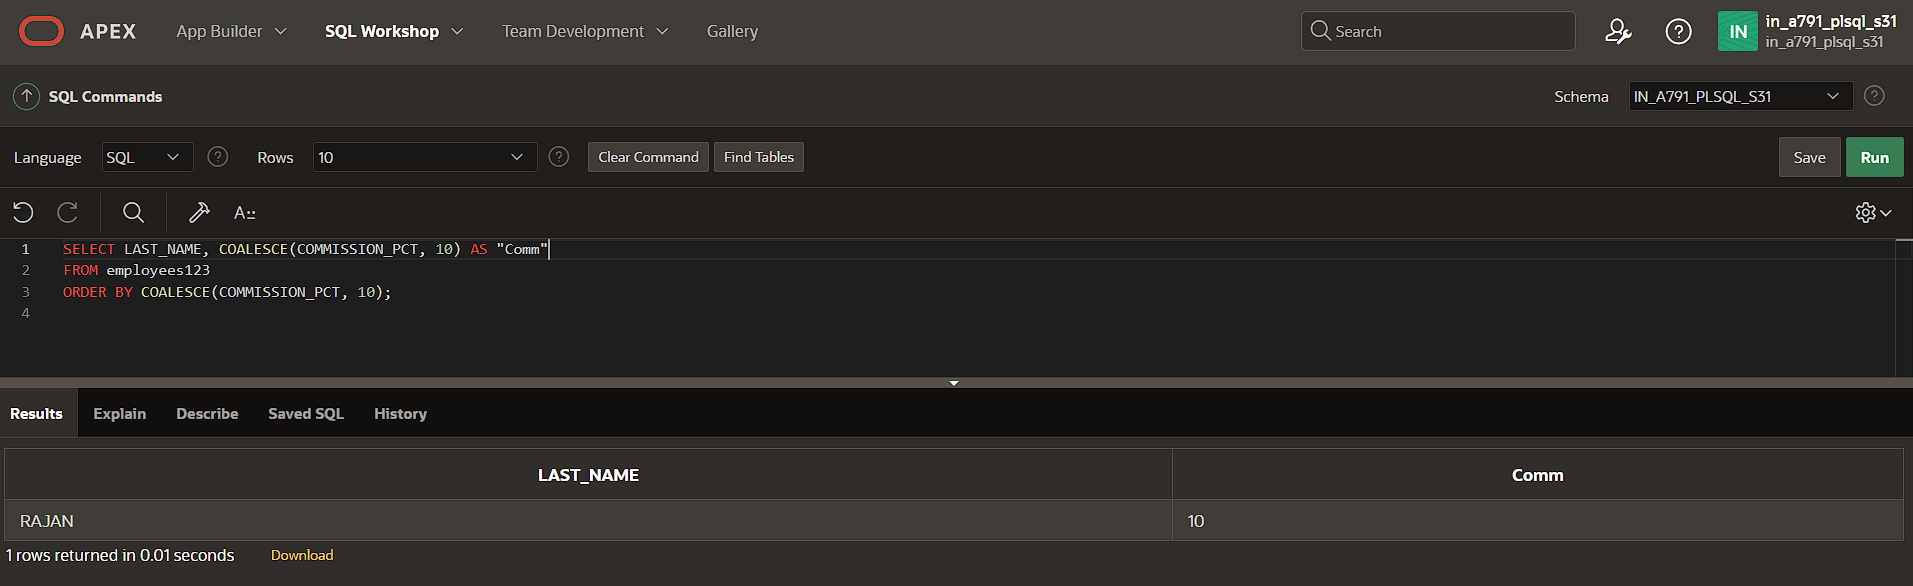 APEX App Builder SQL Workshop Team Development Gallery Search IN in_a791_plsql_s31
in_a791_plsql_s31
SQL Commands Schema IN_A791_PLSQL_S31
Language SQL Rows 10 Clear Command Find Tables Save Run
A::
1 SELECT LAST_NAME, COALESCE(COMMISSION_PCT, 10) AS "Comm"
2 FROM employees123
3 ORDER BY COALESCE(COMMISSION_PCT, 10);
4
Results Explain Describe Saved SQL History
LAST_NAME Comm
RAJAN 10
1 rows returned in 0.01 seconds Download